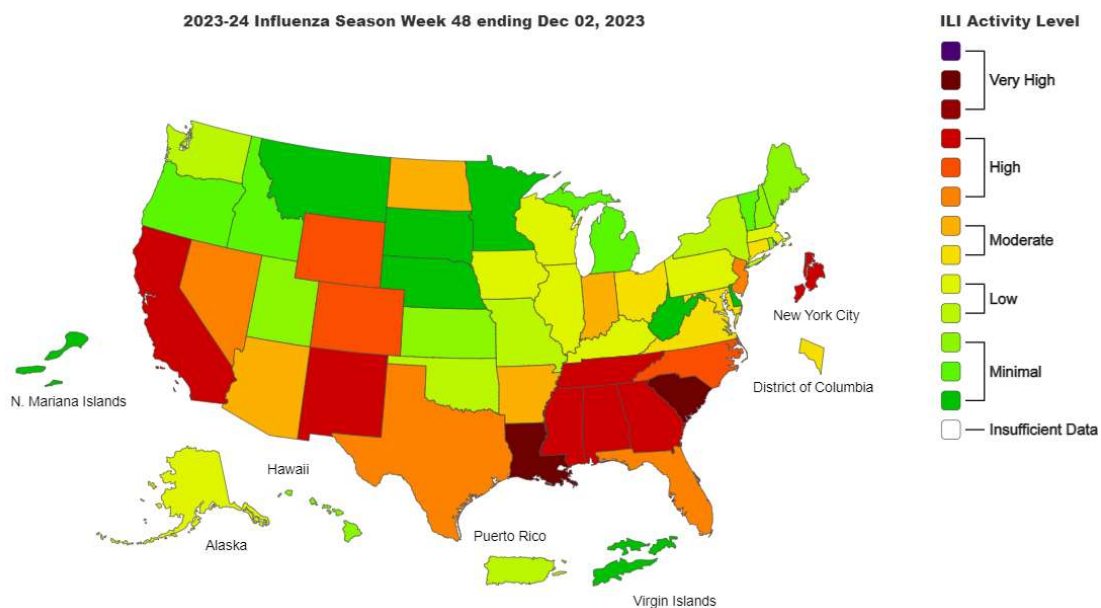 2023-24 Influenza Season Week 48 ending Dec 02, 2023
ILI Activity Level
Very High
High
Moderate
Low
Minimal
Insufficient Data
New York City
District of Columbia
N. Mariana Islands
Hawaii
Alaska
Puerto Rico
Virgin Islands